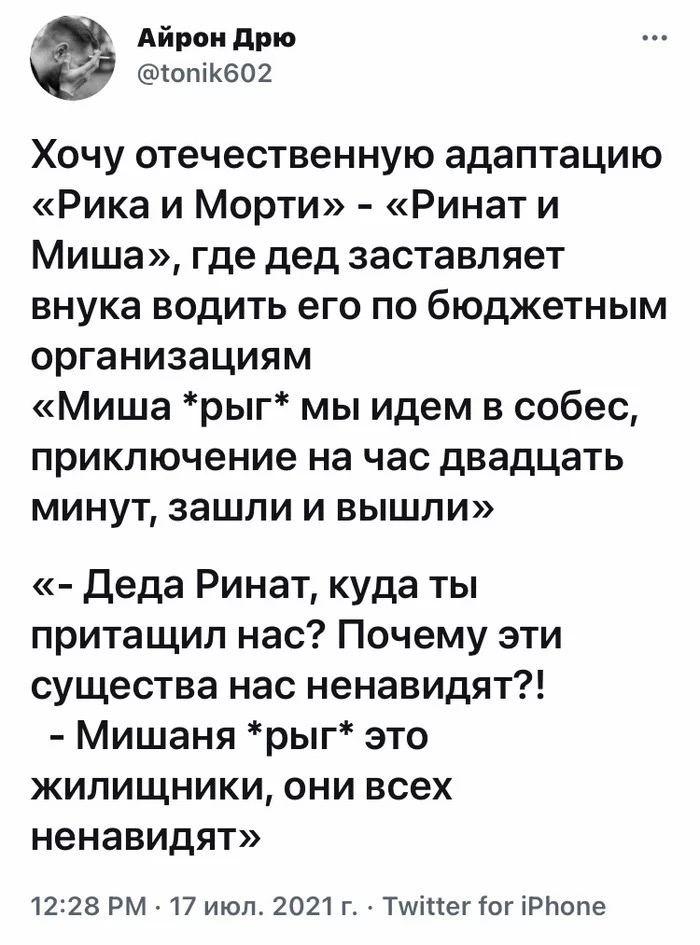 Айрон Дрю
@tonik602
Хочу отечественную адаптацию
«Рика и Морти» - «Ринат и
Миша», где дед заставляет
внука водить его по бюджетным
организациям
«Миша *рыг* мы идем в собес,
приключение на час двадцать
минут, зашли и вышли»
«- Деда Ринат, куда ты
притащил нас? Почему эти
существа нас ненавидят?!
- Мишаня *рыг* это
жилищники, они всех
ненавидят»
12:28 PM · 17 июл. 2021 г. · Twitter for iPhone